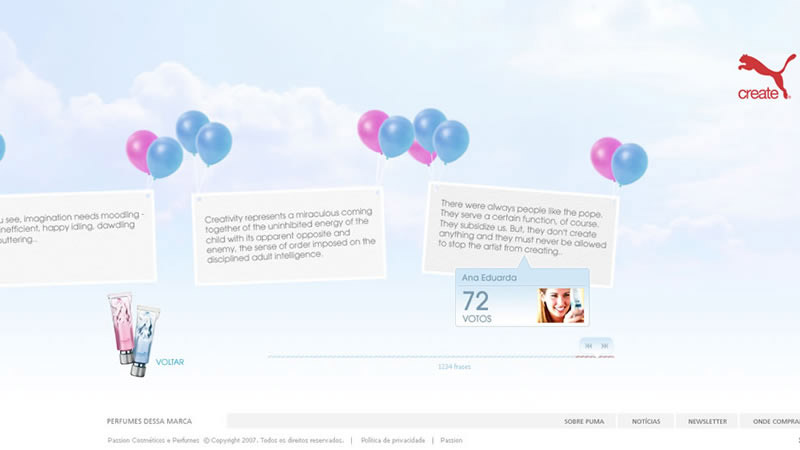 create
u see, imagination needs moodling -
nefficient, happy idling, dawdling
puttering..
Creativity represents a miraculous coming
together of the uninhibited energy of the
child with its apparent opposite and
enemy, the sense of order imposed on the
disciplined adult intelligence.
There were always people like the pope.
They serve a certain function, of course.
They subsidize us. But, they don't create
anything and they must never be allowed
to stop the artist from creating..
Ana Eduarda
72
VOTOS
VOLTAR
1234 frases
PERFUMES DESSA MARCA
SOBRE PUMA
NOTÍCIAS
NEWSLETTER
ONDE COMPRA
Passion Cosméticos e Perfumes © Copyright 2007. Todos os direitos reservados. | Política de privacidade | Passion